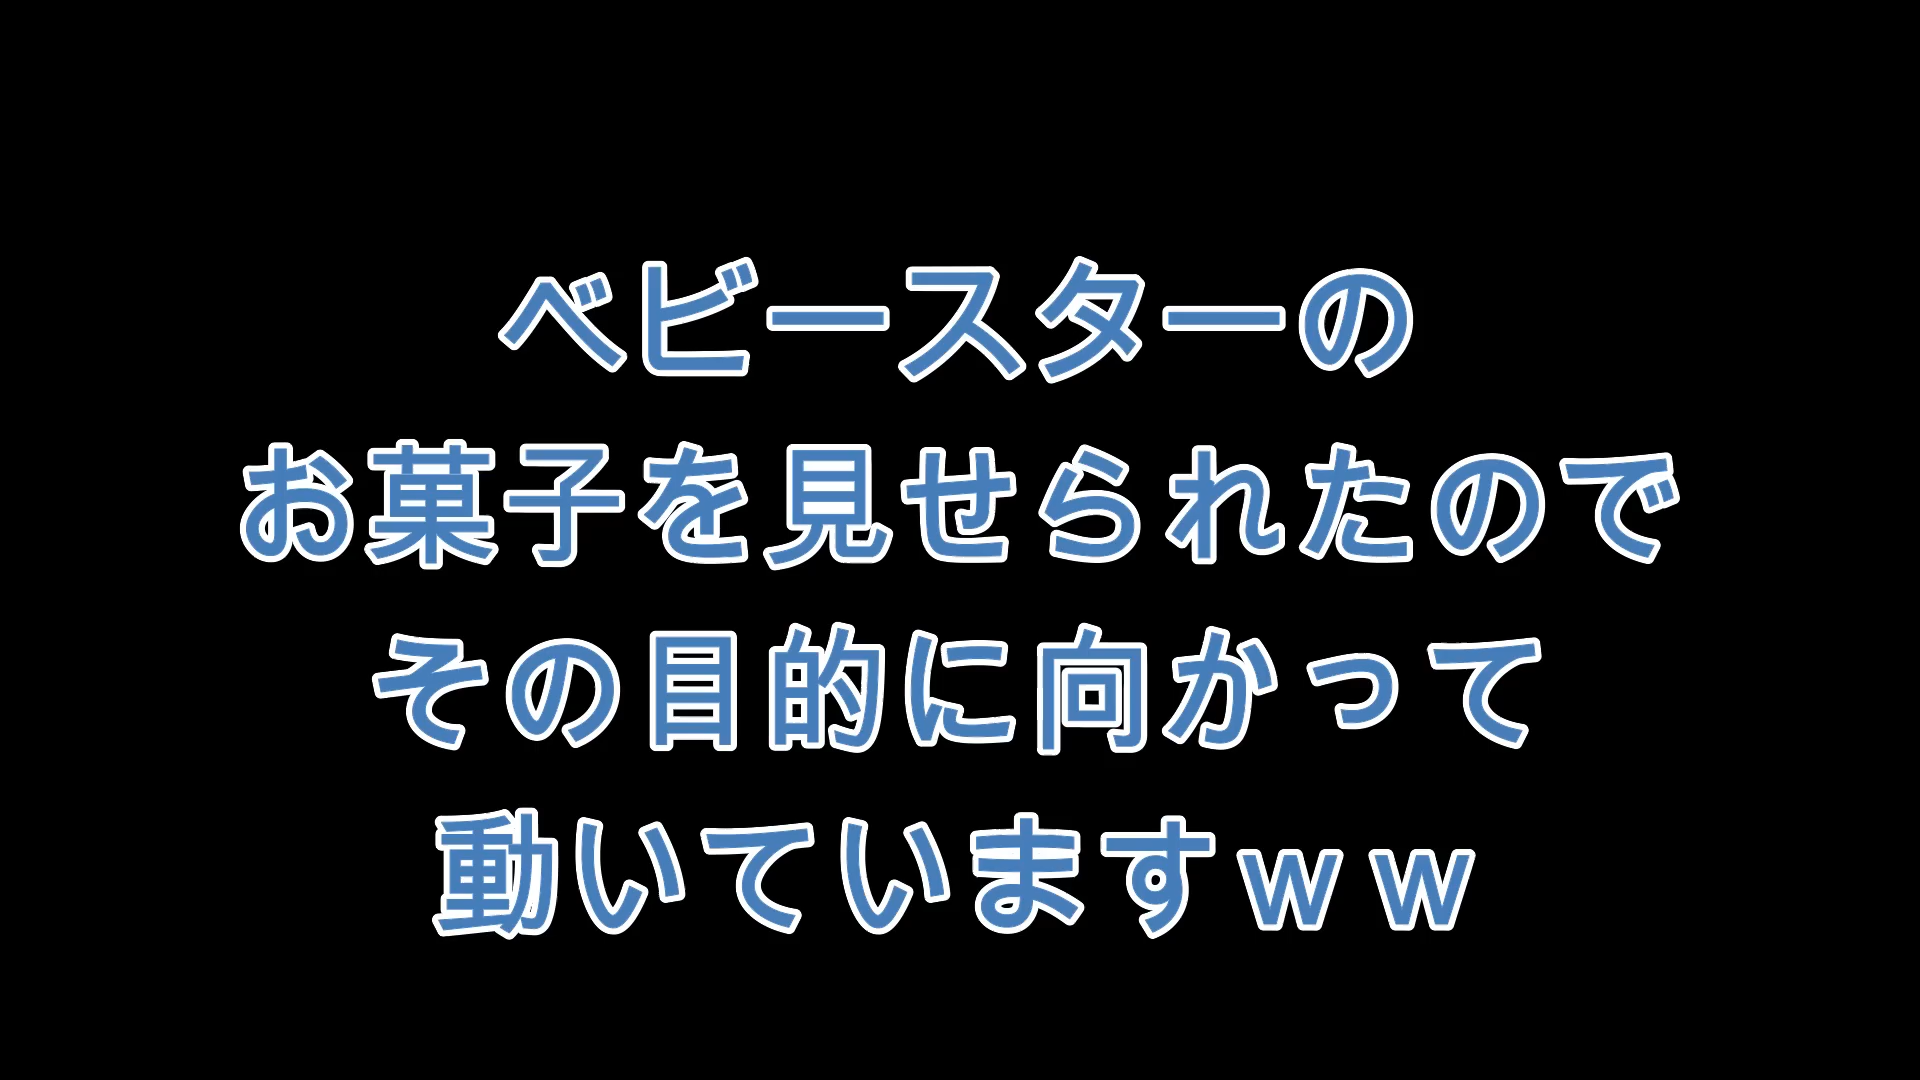 ベビースターの
お菓子を見せられたので
その目的に向かって
動いていますｗｗ